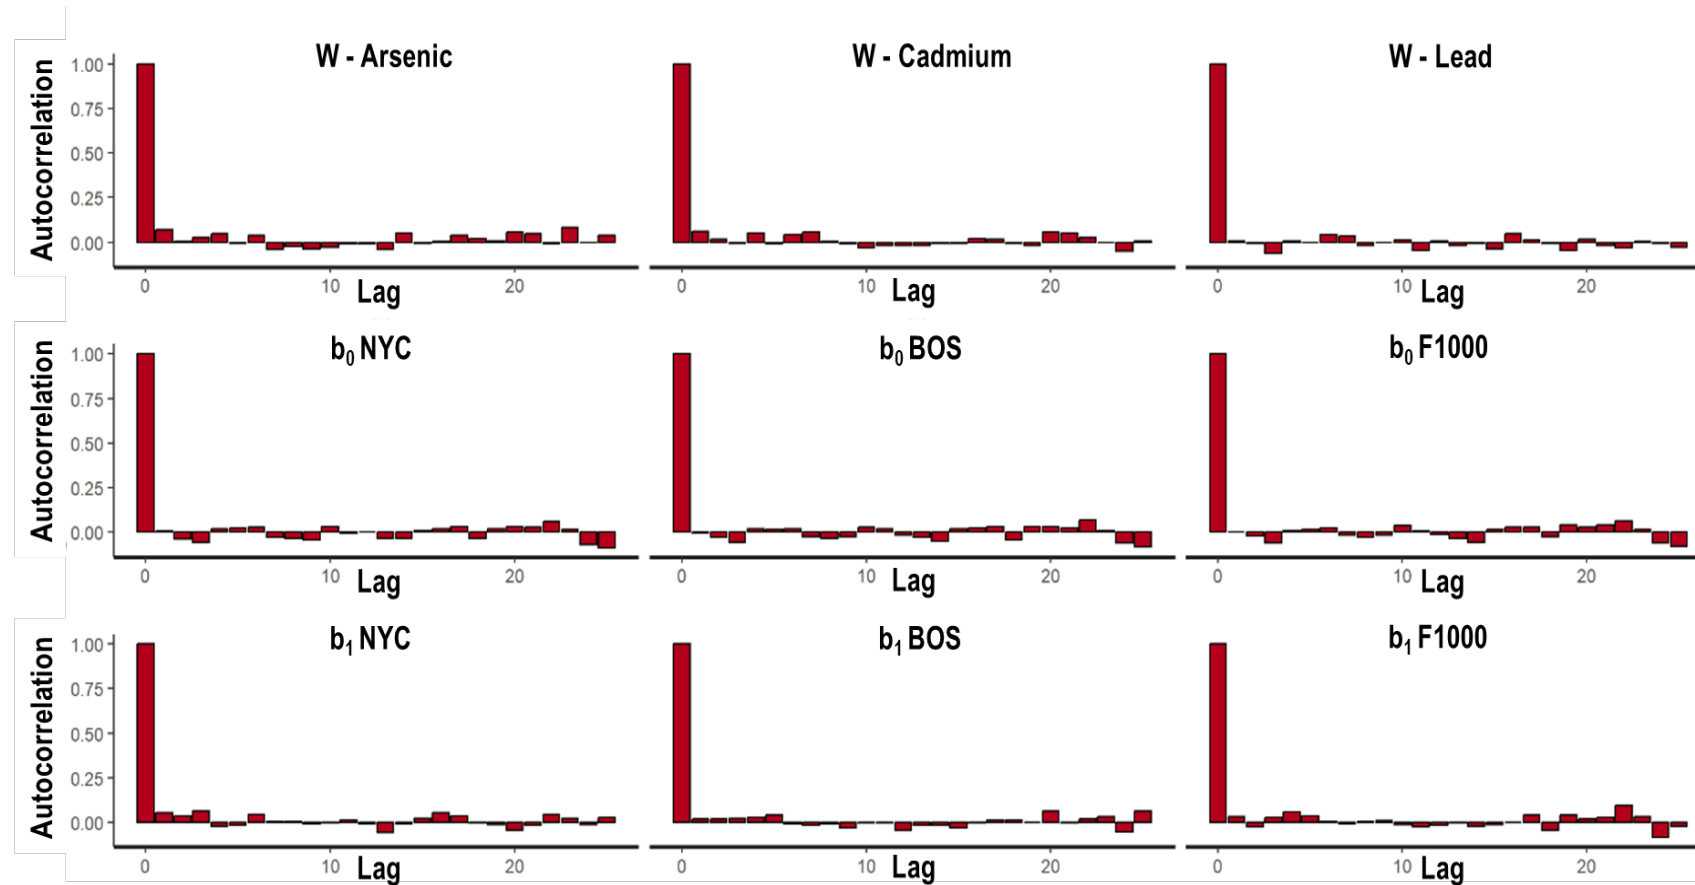 W - Arsenic W - Cadmium W - Lead
Autocorrelation
1.00
0.75
0.50
0.25
0.00
0 10 20 0 10 20 0 10 20
Lag Lag Lag
b₀ NYC b₀ BOS b₀ F1000
Autocorrelation
1.00
0.75
0.50
0.25
0.00
0 10 20 0 10 20 0 10 20
Lag Lag Lag
b₁ NYC b₁ BOS b₁ F1000
Autocorrelation
1.00
0.75
0.50
0.25
0.00
0 10 20 0 10 20 0 10 20
Lag Lag Lag